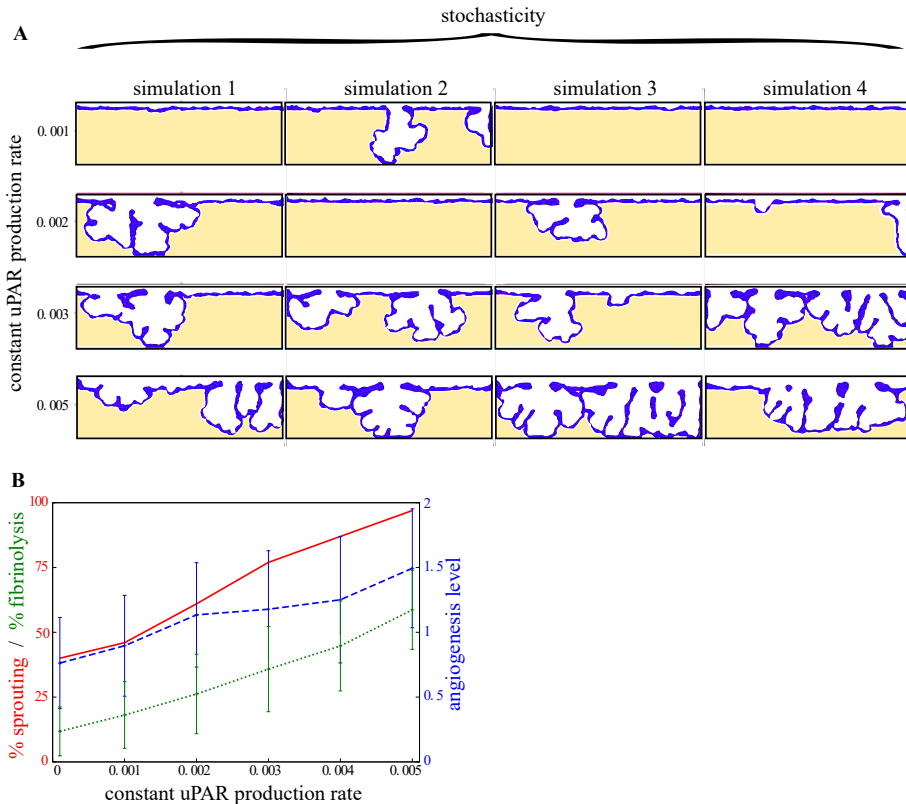 stochasticity
A
simulation 1 simulation 2 simulation 3 simulation 4
constant uPAR production rate
0.001
0.002
0.003
0.005
B
% sprouting / % fibrinolysis
100
75
50
25
0
2
1.5
1
0.5
0
angiogenesis level
0 0.001 0.002 0.003 0.004 0.005
constant uPAR production rate